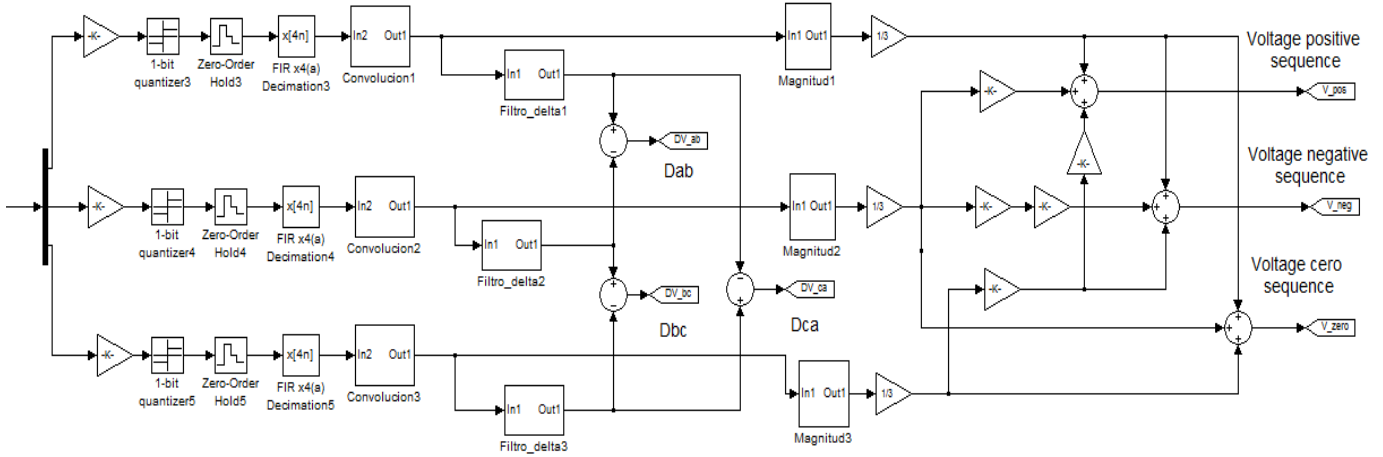 -K-
1-bit
quantizer3
Zero-Order
Hold3
x[4n]
FIR x4(a)
Decimation3
In2 Out1
Convolucion1
In1 Out1
Filtro_delta1
In1 Out1
Magnitud1
1/3
+
−
DV_ab
Dab
-K-
+
+
+
-K-
Voltage positive
sequence
V_pos
-K-
1-bit
quantizer4
Zero-Order
Hold4
x[4n]
FIR x4(a)
Decimation4
In2 Out1
Convolucion2
In1 Out1
Filtro_delta2
In1 Out1
Magnitud2
1/3
+
−
DV_bc
Dbc
−
+
DV_ca
Dca
-K-
-K-
+
+
+
Voltage negative
sequence
V_neg
-K-
Voltage cero
sequence
+
+
+
V_zero
-K-
1-bit
quantizer5
Zero-Order
Hold5
x[4n]
FIR x4(a)
Decimation5
In2 Out1
Convolucion3
In1 Out1
Filtro_delta3
In1 Out1
Magnitud3
1/3